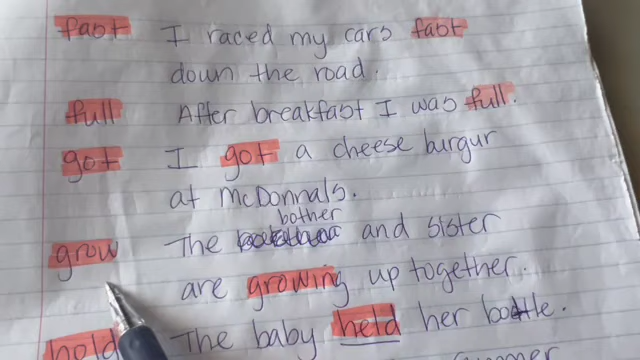 fast I raced my cars fast
down the road.
full After breakfast I was full.
got I got a cheese burgur
at McDonnals.
bother
grow The and sister
are growing up together.
hold The baby held her bottle.
summer